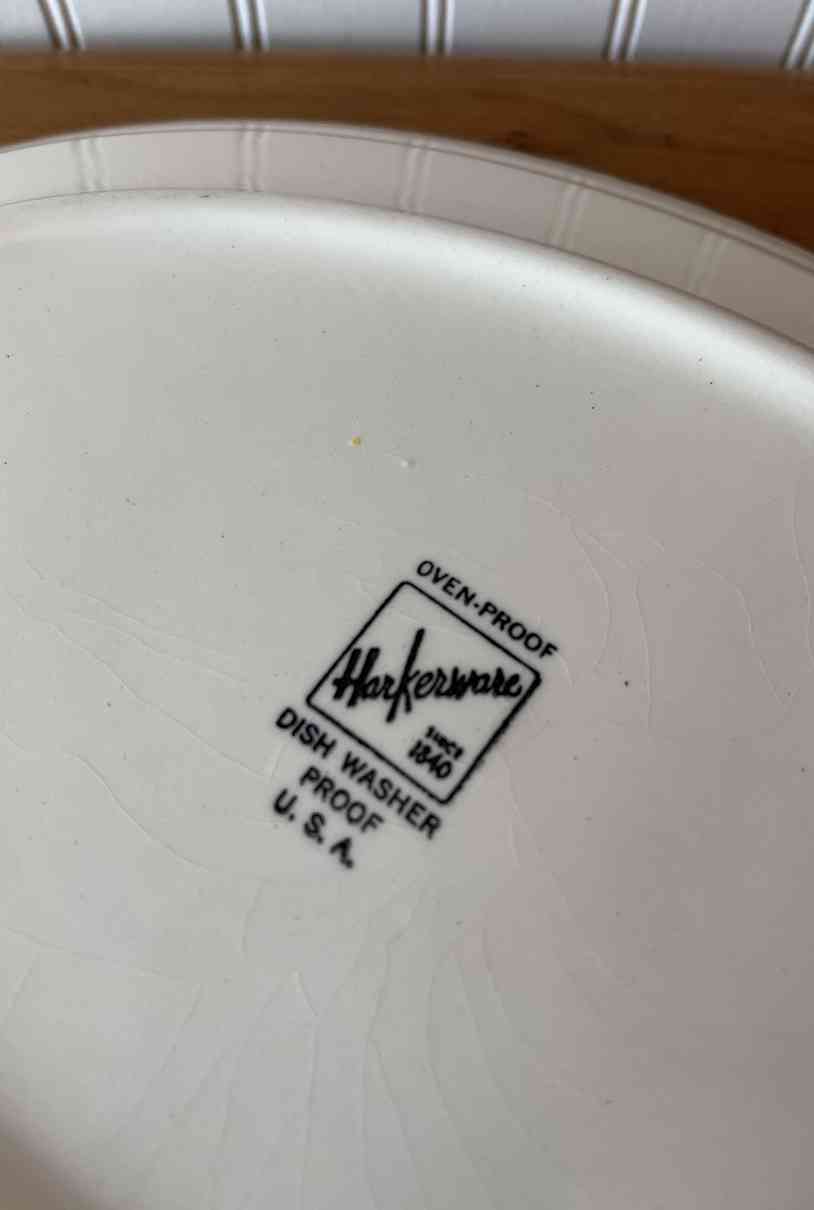 OVEN-PROOF
Harkerware
SINCE
1840
DISH WASHER
PROOF
U. S. A.